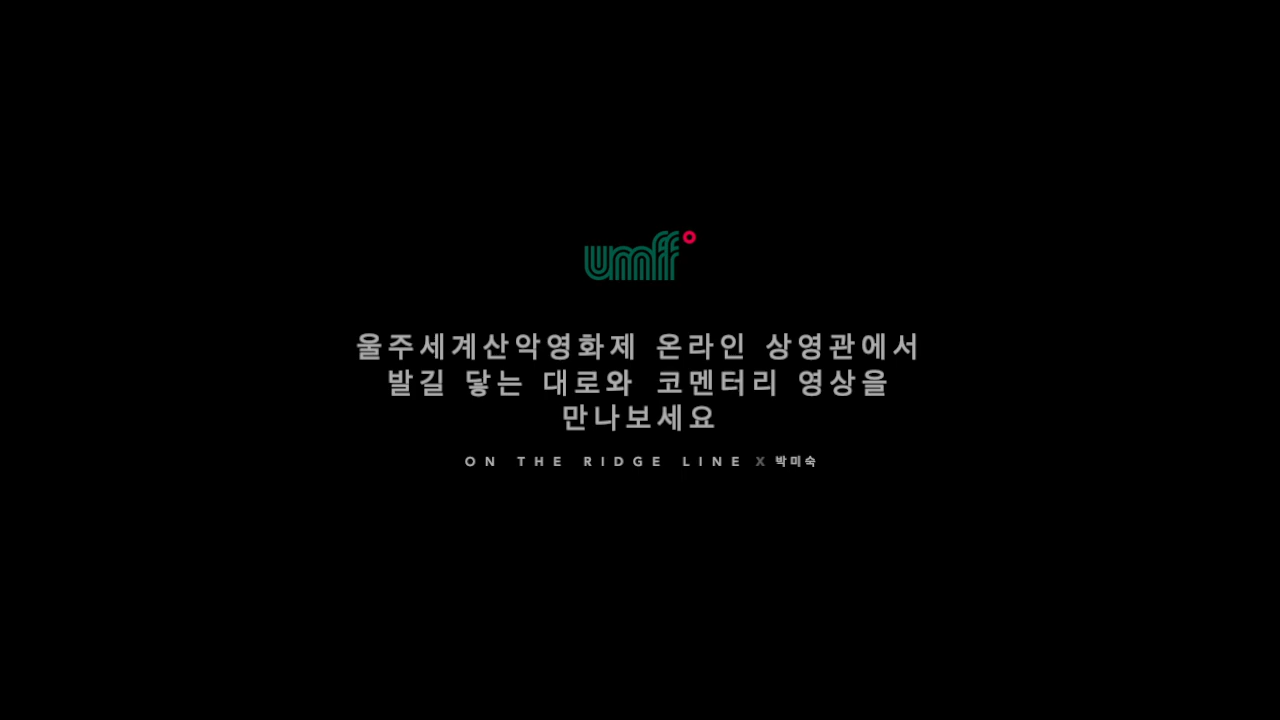 umff
울주세계산악영화제 온라인 상영관에서
발길 닿는 대로와 코멘터리 영상을
만나보세요
ON THE RIDGE LINE X 박미숙